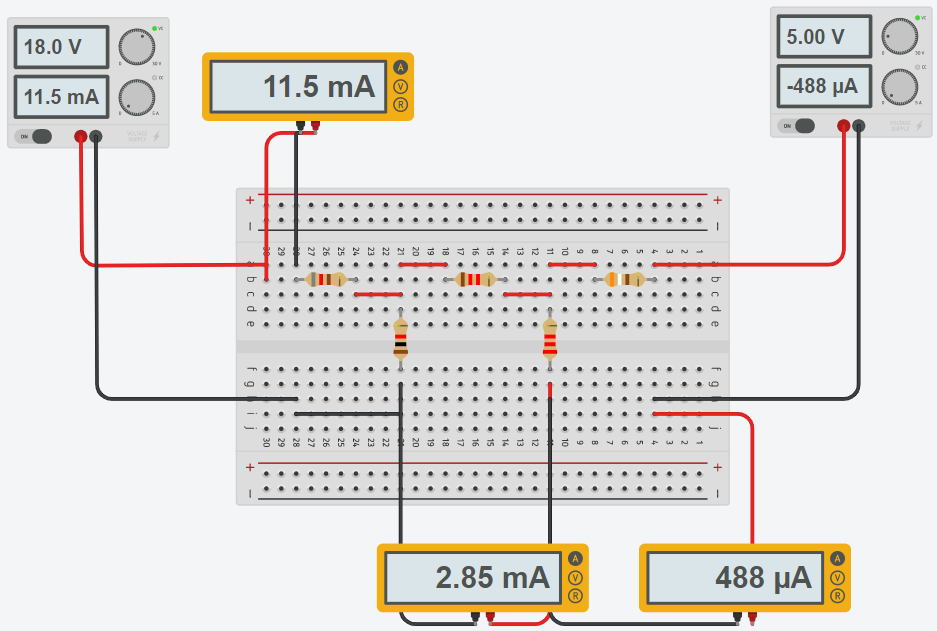 18.0 V
11.5 mA
ON
11.5 mA
A
V
R
5.00 V
-488 µA
ON
+ +
− −
30 29 28 27 26 25 24 23 22 21 20 19 18 17 16 15 14 13 12 11 10 9 8 7 6 5 4 3 2 1
a a
b b
c c
d d
e e
f f
g g
h h
i i
j j
30 29 28 27 26 25 24 23 22 21 20 19 18 17 16 15 14 13 12 11 10 9 8 7 6 5 4 3 2 1
+ +
− −
2.85 mA
A
V
R
488 µA
A
V
R